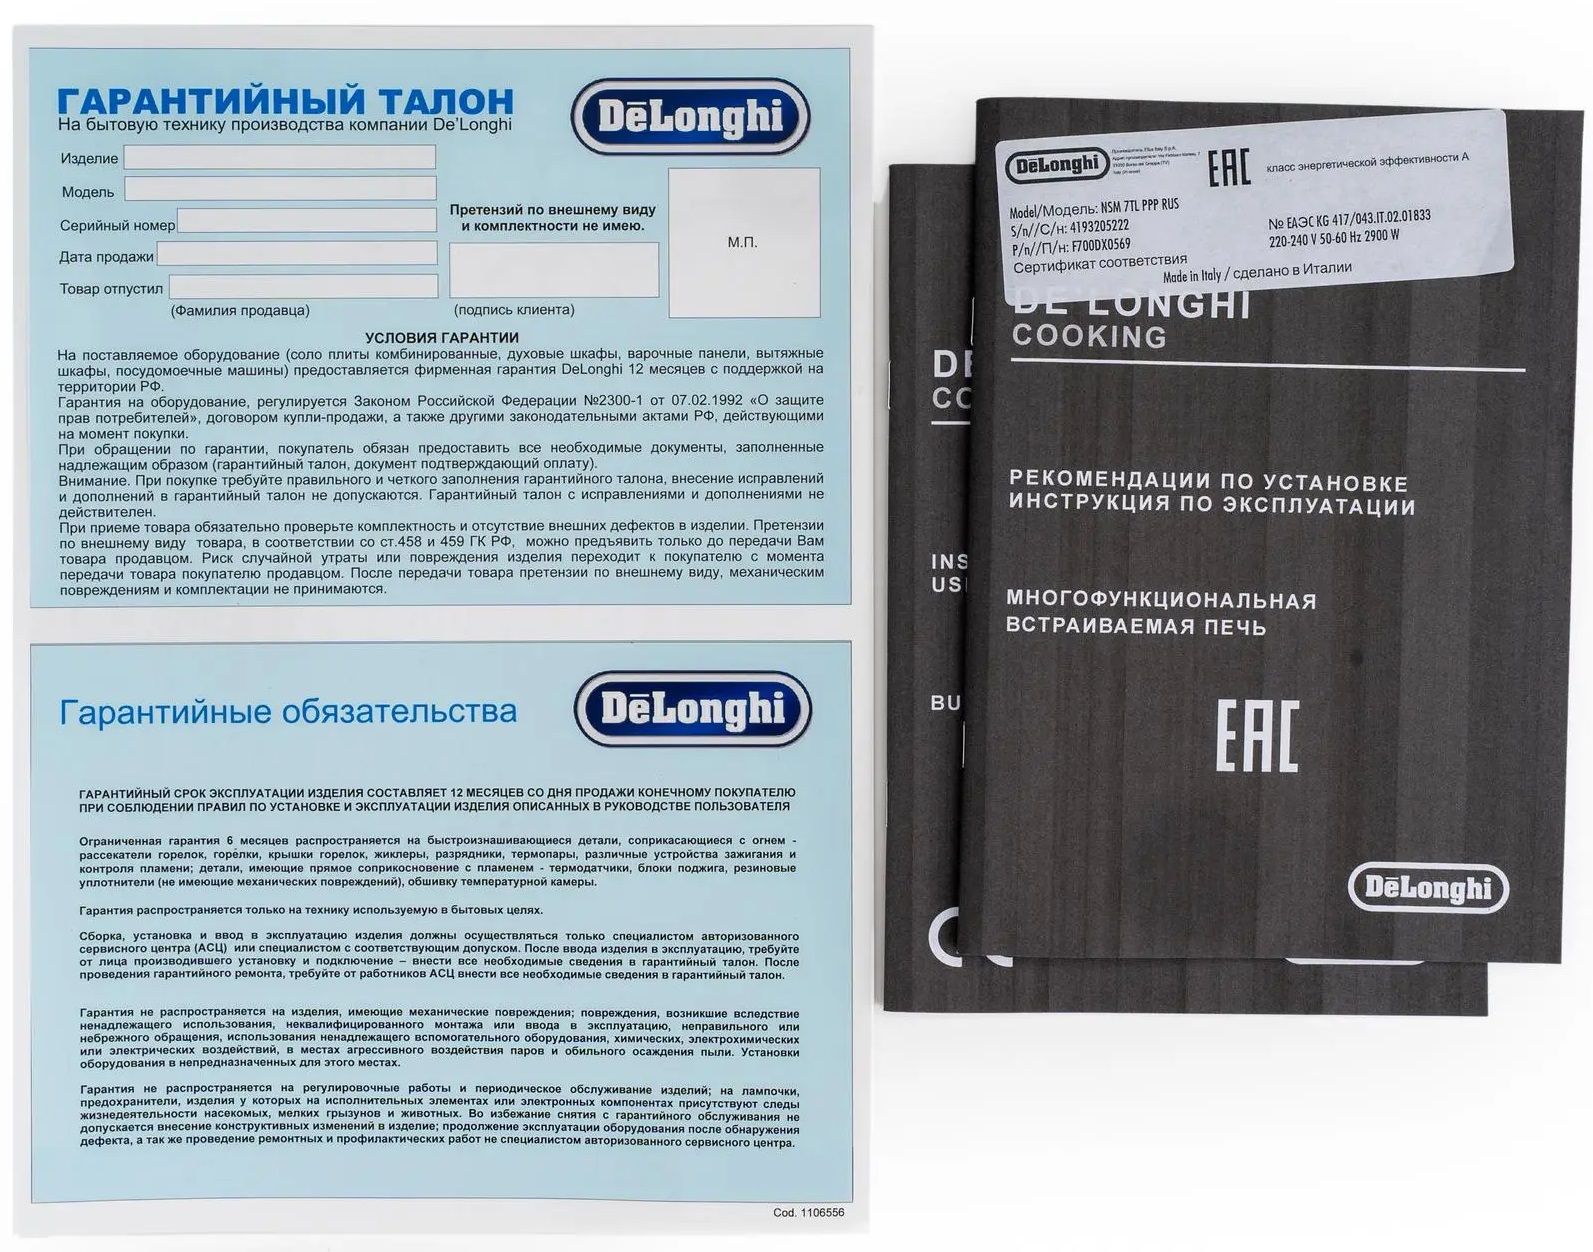 ГАРАНТИЙНЫЙ ТАЛОН
На бытовую технику производства компании De'Longhi
DeLonghi
Изделие
Модель
Серийный номер
Дата продажи
Товар отпустил
(Фамилия продавца)
Претензий по внешнему виду
и комплектности не имею.
(подпись клиента)
М.П.
УСЛОВИЯ ГАРАНТИИ
На поставляемое оборудование (соло плиты комбинированные, духовые шкафы, варочные панели, вытяжные
шкафы, посудомоечные машины) предоставляется фирменная гарантия DeLonghi 12 месяцев с поддержкой на
территории РФ.
Гарантия на оборудование, регулируется Законом Российской Федерации №2300-1 от 07.02.1992 «О защите
прав потребителей», договором купли-продажи, а также другими законодательными актами РФ, действующими
на момент покупки.
При обращении по гарантии, покупатель обязан предоставить все необходимые документы, заполненные
надлежащим образом (гарантийный талон, документ подтверждающий оплату).
Внимание. При покупке требуйте правильного и четкого заполнения гарантийного талона, внесение исправлений
и дополнений в гарантийный талон не допускаются. Гарантийный талон с исправлениями и дополнениями не
действителен.
При приеме товара обязательно проверьте комплектность и отсутствие внешних дефектов в изделии. Претензии
по внешнему виду товара, в соответствии со ст.458 и 459 ГК РФ, можно предъявить только до передачи Вам
товара продавцом. Риск случайной утраты или повреждения изделия переходит к покупателю с момента
передачи товара покупателю продавцом. После передачи товара претензии по внешнему виду, механическим
повреждениям и комплектации не принимаются.
Гарантийные обязательства
DeLonghi
ГАРАНТИЙНЫЙ СРОК ЭКСПЛУАТАЦИИ ИЗДЕЛИЯ СОСТАВЛЯЕТ 12 МЕСЯЦЕВ СО ДНЯ ПРОДАЖИ КОНЕЧНОМУ ПОКУПАТЕЛЮ
ПРИ СОБЛЮДЕНИИ ПРАВИЛ ПО УСТАНОВКЕ И ЭКСПЛУАТАЦИИ ИЗДЕЛИЯ ОПИСАННЫХ В РУКОВОДСТВЕ ПОЛЬЗОВАТЕЛЯ
Ограниченная гарантия 6 месяцев распространяется на быстроизнашивающиеся детали, соприкасающиеся с огнем -
рассекатели горелок, горелки, крышки горелок, жиклеры, разрядники, термопары, различные устройства зажигания и
контроля пламени; детали, имеющие прямое соприкосновение с пламенем - термодатчики, блоки поджига, резиновые
уплотнители (не имеющие механических повреждений), обшивку температурной камеры.
Гарантия распространяется только на технику используемую в бытовых целях.
Сборка, установка и ввод в эксплуатацию изделия должны осуществляться только специалистом авторизованного
сервисного центра (АСЦ) или специалистом с соответствующим допуском. После ввода изделия в эксплуатацию, требуйте
от лица производившего установку и подключение – внести все необходимые сведения в гарантийный талон. После
проведения гарантийного ремонта, требуйте от работников АСЦ внести все необходимые сведения в гарантийный талон.
Гарантия не распространяется на изделия, имеющие механические повреждения; повреждения, возникшие вследствие
ненадлежащего использования, неквалифицированного монтажа или ввода в эксплуатацию, неправильного или
небрежного обращения, использования ненадлежащего вспомогательного оборудования, химических, электрохимических
или электрических воздействий, в местах агрессивного воздействия паров и обильного осаждения пыли. Установки
оборудования в непредназначенных для этого местах.
Гарантия не распространяется на регулировочные работы и периодическое обслуживание изделий; на лампочки,
предохранители, изделия у которых на исполнительных элементах или электронных компонентах присутствуют следы
жизнедеятельности насекомых, мелких грызунов и животных. Во избежание снятия с гарантийного обслуживания не
допускается внесение конструктивных изменений в изделие; продолжение эксплуатации оборудования после обнаружения
дефекта, а так же проведение ремонтных и профилактических работ не специалистом авторизованного сервисного центра.
Cod. 1106556
DeLonghi
EAC
класс энергетической эффективности А
Model/Модель: NSM 7TL PPP RUS
S/n//С/н: 4193205222
P/n//П/н: F700DX0569
Сертификат соответствия
№ ЕАЭС KG 417/043.IT.02.01833
220-240 V 50-60 Hz 2900 W
Made in Italy / сделано в Италии
DE'LONGHI
COOKING
РЕКОМЕНДАЦИИ ПО УСТАНОВКЕ
ИНСТРУКЦИЯ ПО ЭКСПЛУАТАЦИИ
МНОГОФУНКЦИОНАЛЬНАЯ
ВСТРАИВАЕМАЯ ПЕЧЬ
EAC
DeLonghi
DE
CO
INS
US
BU